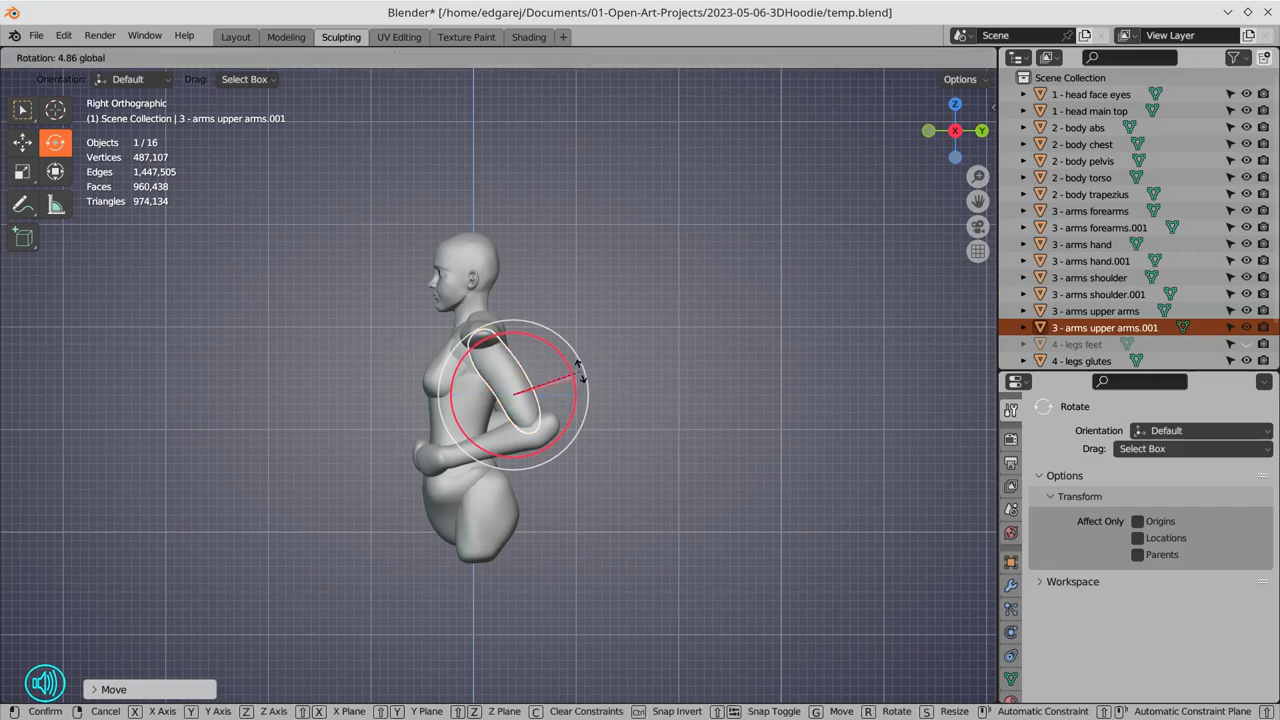 Blender* [/home/edgarej/Documents/01-Open-Art-Projects/2023-05-06-3DHoodie/temp.blend]
File Edit Render Window Help Layout Modeling Sculpting UV Editing Texture Paint Shading + Scene View Layer
Rotation: 4.86 global
Orientation: Default Drag: Select Box Options
Right Orthographic
(1) Scene Collection | 3 - arms upper arms.001
Objects 1 / 16
Vertices 487,107
Edges 1,447,505
Faces 960,438
Triangles 974,134
Z
X
Y
Scene Collection
1 - head face eyes
1 - head main top
2 - body abs
2 - body chest
2 - body pelvis
2 - body torso
2 - body trapezius
3 - arms forearms
3 - arms forearms.001
3 - arms hand
3 - arms hand.001
3 - arms shoulder
3 - arms shoulder.001
3 - arms upper arms
3 - arms upper arms.001
4 - legs feet
4 - legs glutes
Rotate
Orientation Default
Drag: Select Box
Options
Transform
Affect Only Origins
Locations
Parents
Workspace
Move
Confirm Cancel X X Axis Y Y Axis Z Z Axis X X Plane Y Y Plane Z Z Plane C Clear Constraints Ctrl Snap Invert Snap Toggle G Move R Rotate S Resize Automatic Constraint Automatic Constraint Plane